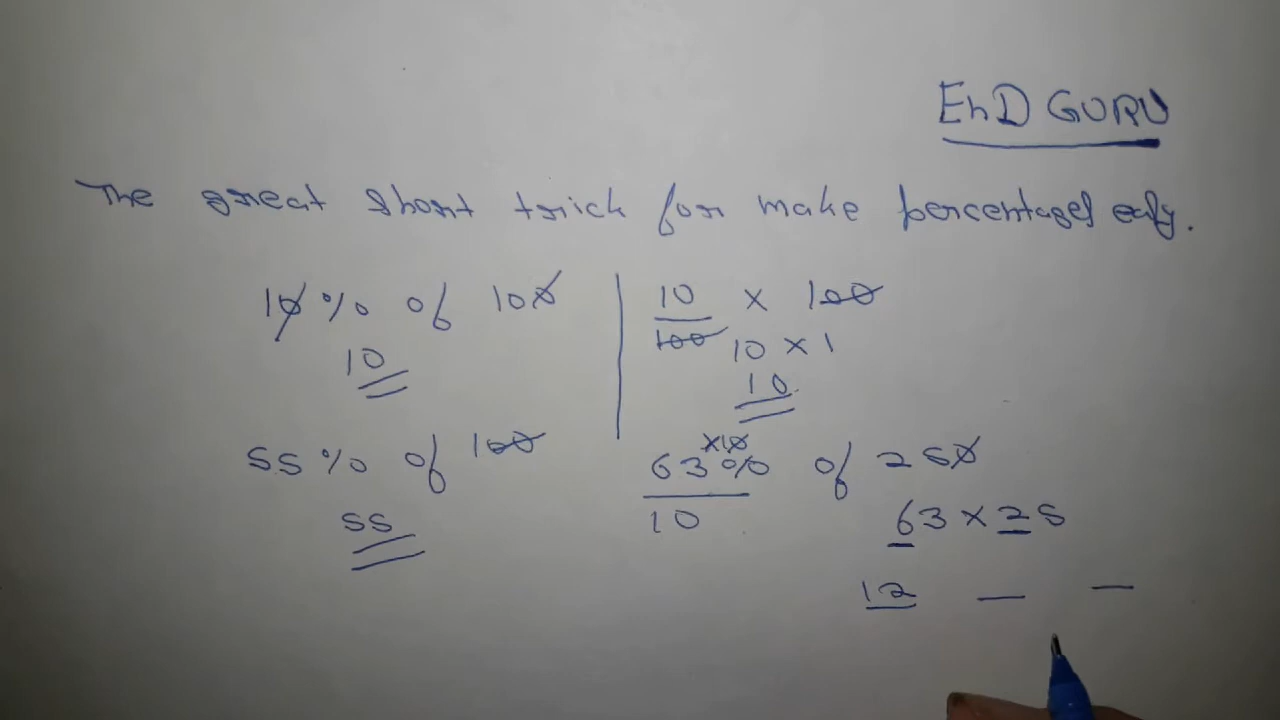 EhD GURU
The great short trick for make percentages easy.
10% of 100
10
10 x 100
100
10 x 1
10
55% of 100
55
x10
63% of 250
10
63 x 25
12 _ _